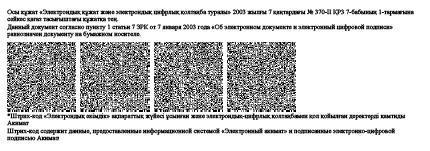 Осы құжат «Электрондық құжат және электрондық цифрлық қолтаңба туралы» 2003 жылғы 7 қаңтардағы № 370-II ҚРЗ 7-бабының 1-тармағына
сәйкес қағаз тасығыштағы құжатқа тең.
Данный документ согласно пункту 1 статьи 7 ЗРК от 7 января 2003 года «Об электронном документе и электронный цифровой подписи»
равнозначен документу на бумажном носителе.
*Штрих-код «Электрондық әкімдік» ақпараттық жүйесі ұсынған және электрондық-цифрлық қолтаңбамен қол қойылған деректерді қамтиды
Акимат
Штрих-код содержит данные, предоставленные информационной системой «Электронный акимат» и подписанные электронно-цифровой
подписью Акимат